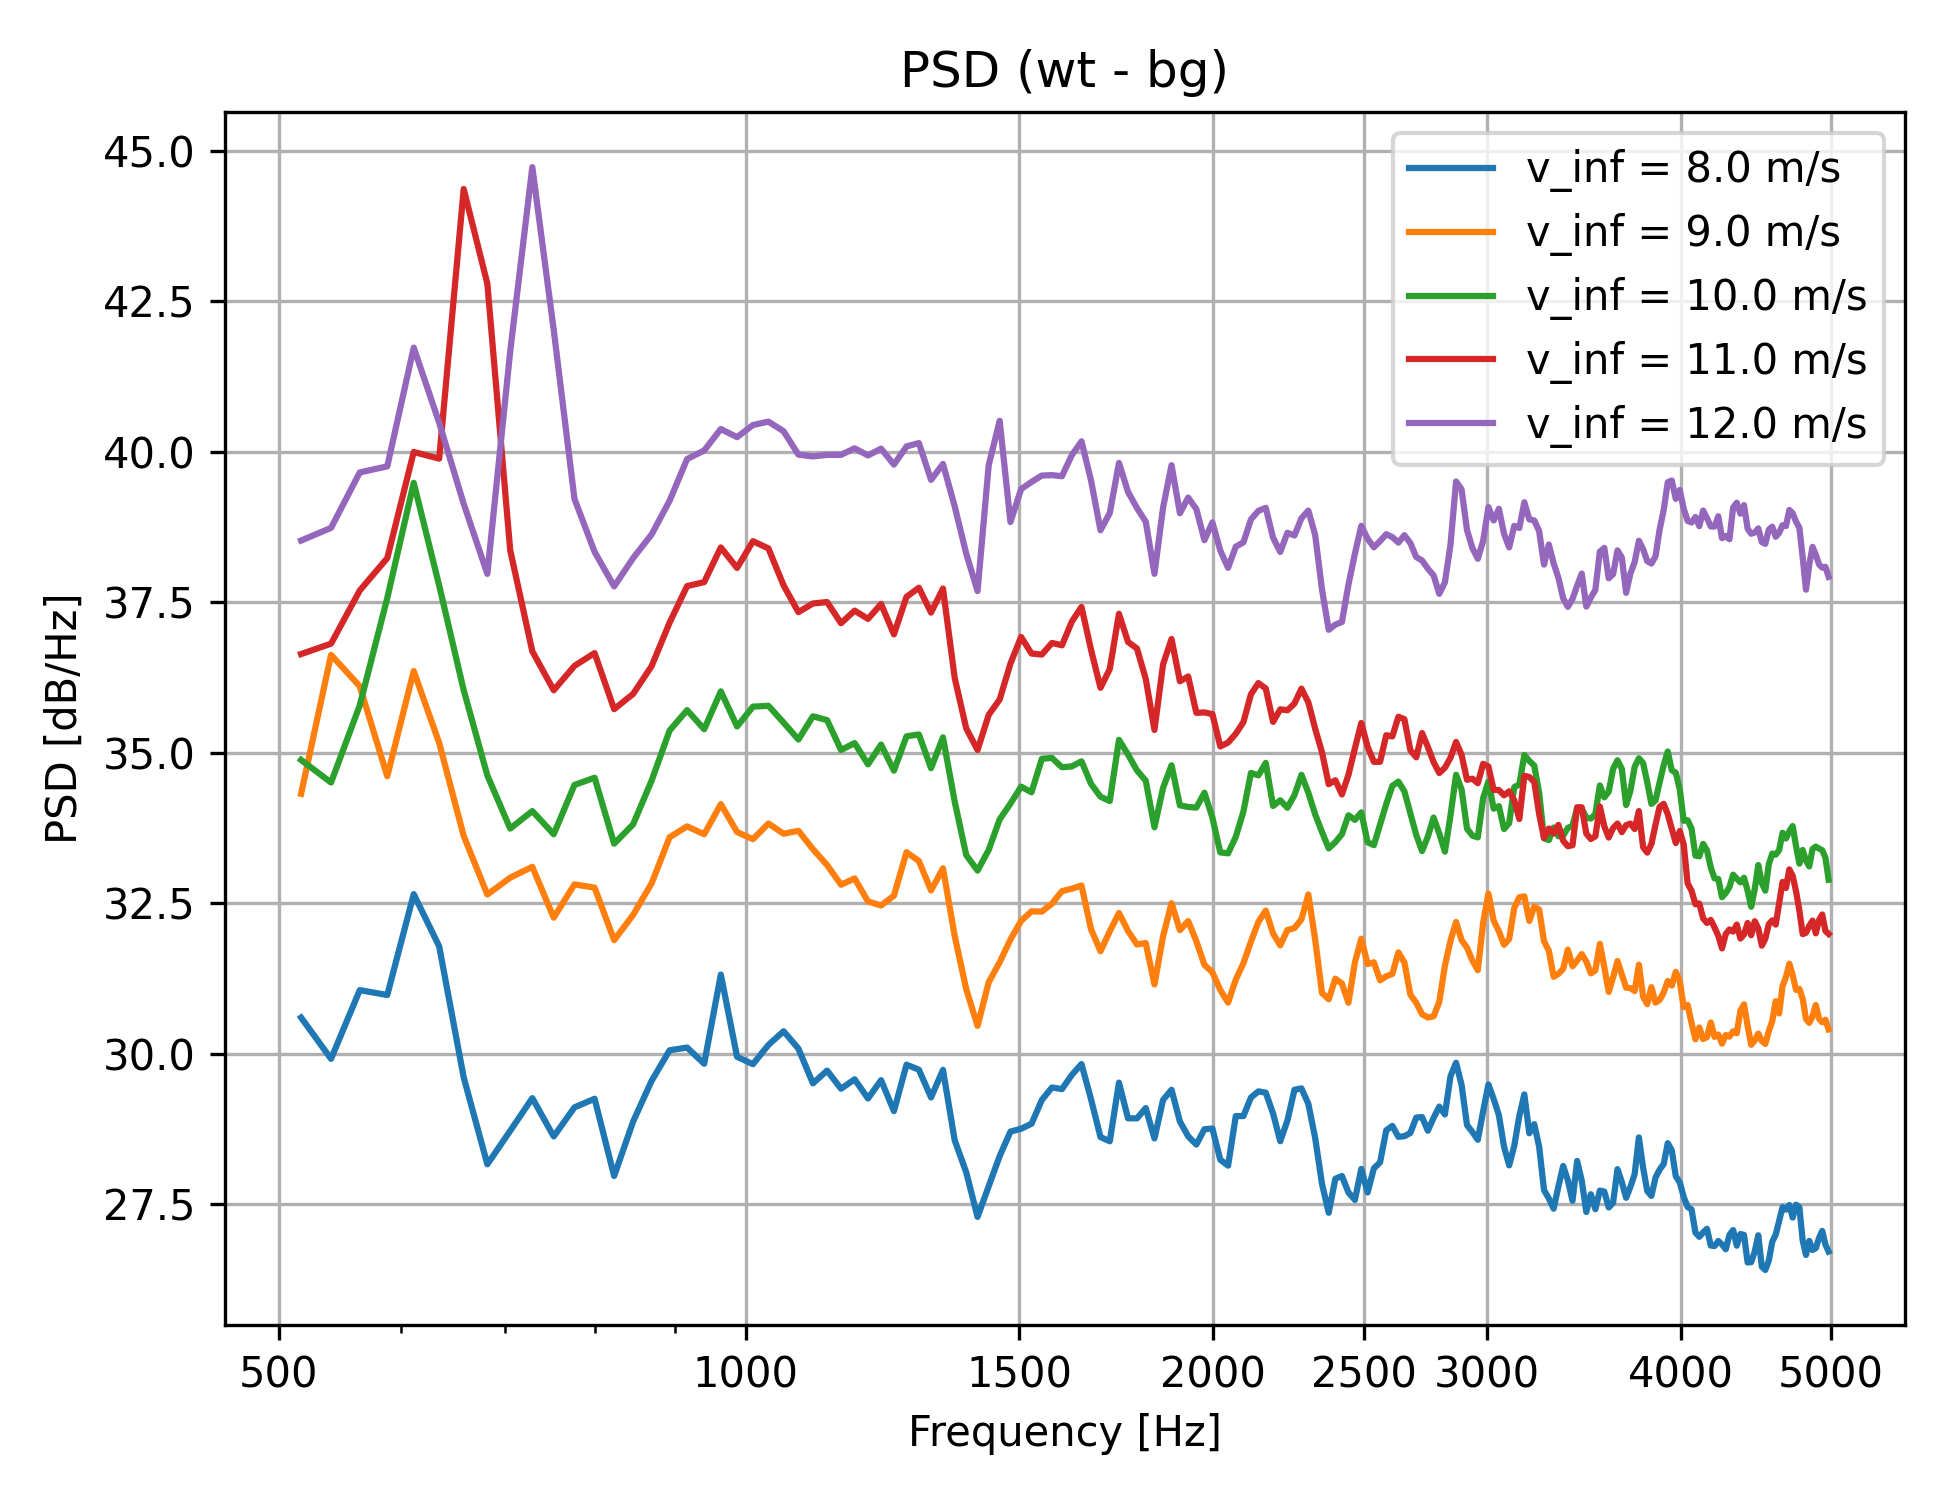 PSD (wt - bg)
45.0
42.5
40.0
37.5
35.0
32.5
30.0
27.5
PSD [dB/Hz]
v_inf = 8.0 m/s
v_inf = 9.0 m/s
v_inf = 10.0 m/s
v_inf = 11.0 m/s
v_inf = 12.0 m/s
500 1000 1500 2000 2500 3000 4000 5000
Frequency [Hz]